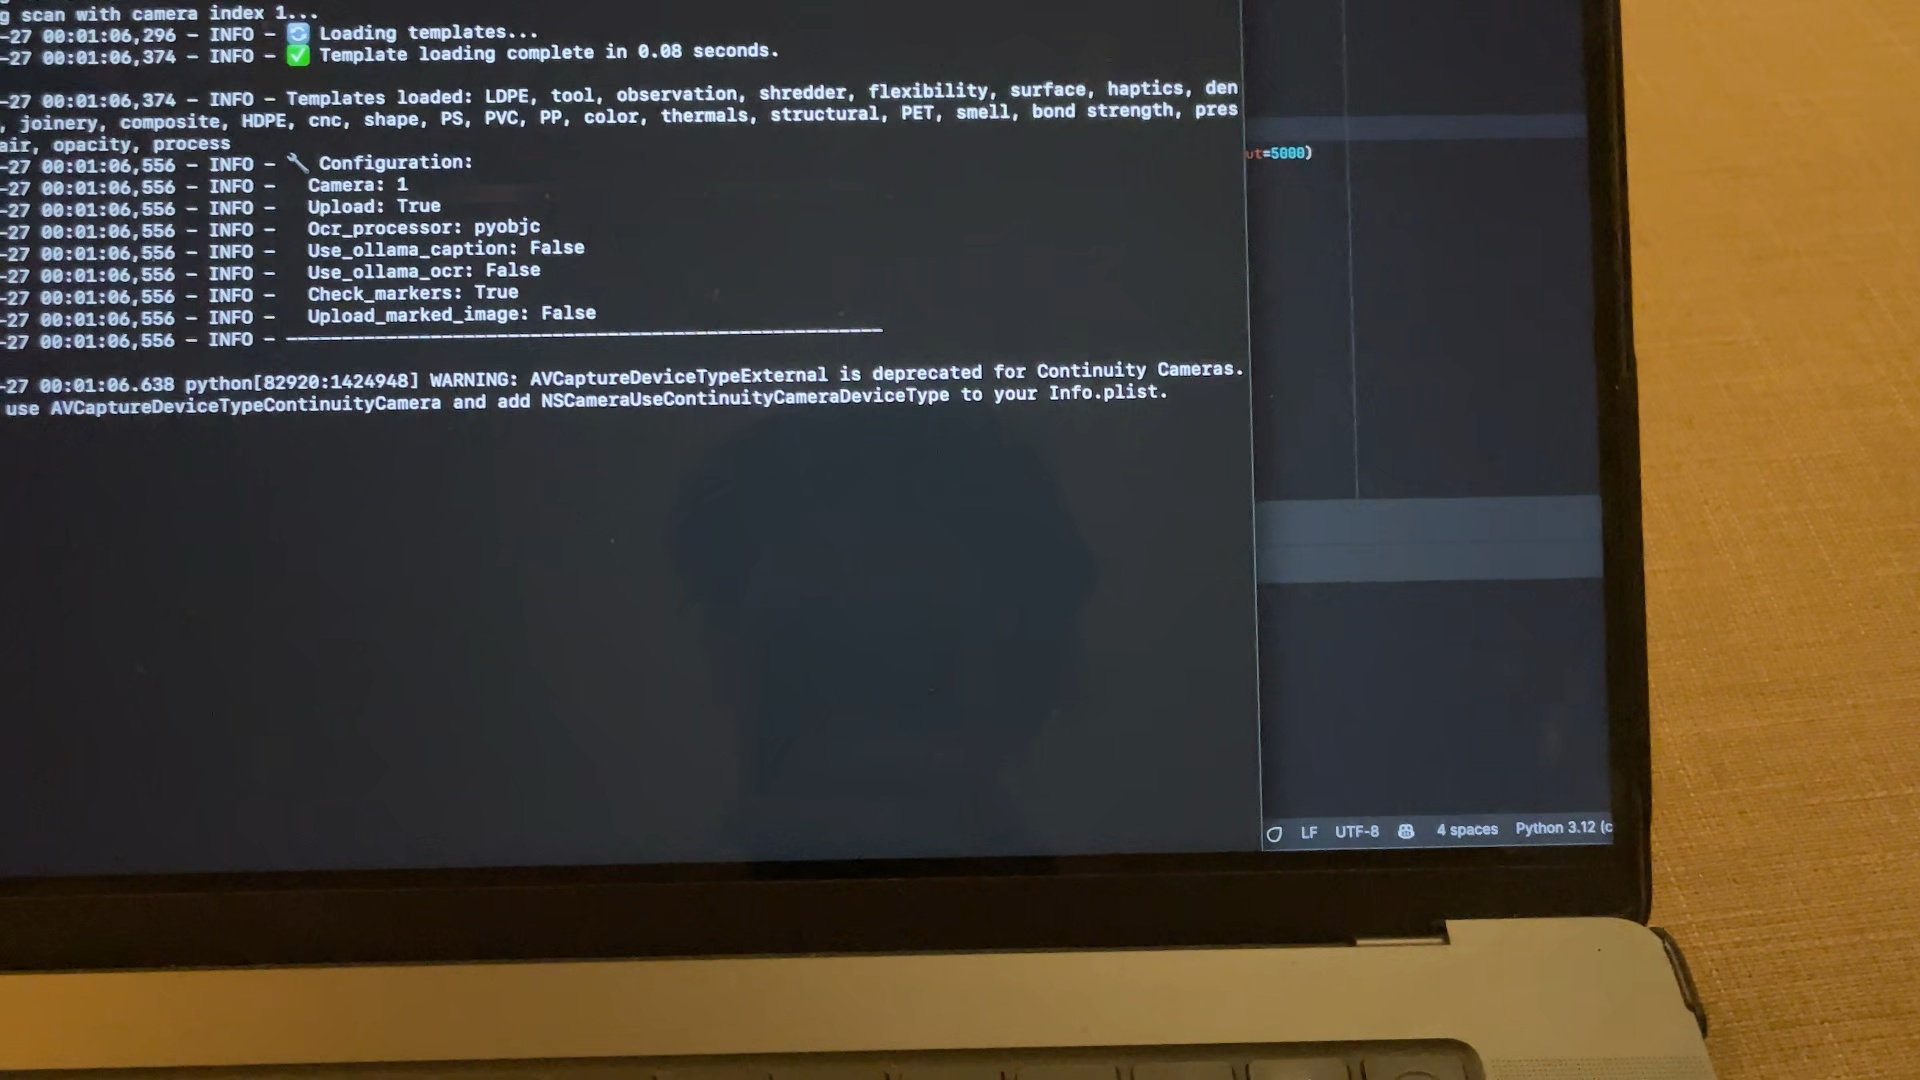 g scan with camera index 1...
-27 00:01:06,296 - INFO - 🔄 Loading templates...
-27 00:01:06,374 - INFO - ✅ Template loading complete in 0.08 seconds.
-27 00:01:06,374 - INFO - Templates loaded: LDPE, tool, observation, shredder, flexibility, surface, haptics, den
, joinery, composite, HDPE, cnc, shape, PS, PVC, PP, color, thermals, structural, PET, smell, bond strength, pres
air, opacity, process
-27 00:01:06,556 - INFO - 🔧 Configuration:
-27 00:01:06,556 - INFO -   Camera: 1
-27 00:01:06,556 - INFO -   Upload: True
-27 00:01:06,556 - INFO -   Ocr_processor: pyobjc
-27 00:01:06,556 - INFO -   Use_ollama_caption: False
-27 00:01:06,556 - INFO -   Use_ollama_ocr: False
-27 00:01:06,556 - INFO -   Check_markers: True
-27 00:01:06,556 - INFO -   Upload_marked_image: False
-27 00:01:06,556 - INFO - ------------------------------------------------------
-27 00:01:06.638 python[82920:1424948] WARNING: AVCaptureDeviceTypeExternal is deprecated for Continuity Cameras.
use AVCaptureDeviceTypeContinuityCamera and add NSCameraUseContinuityCameraDeviceType to your Info.plist.
ut=5000)
LF UTF-8 4 spaces Python 3.12 (c